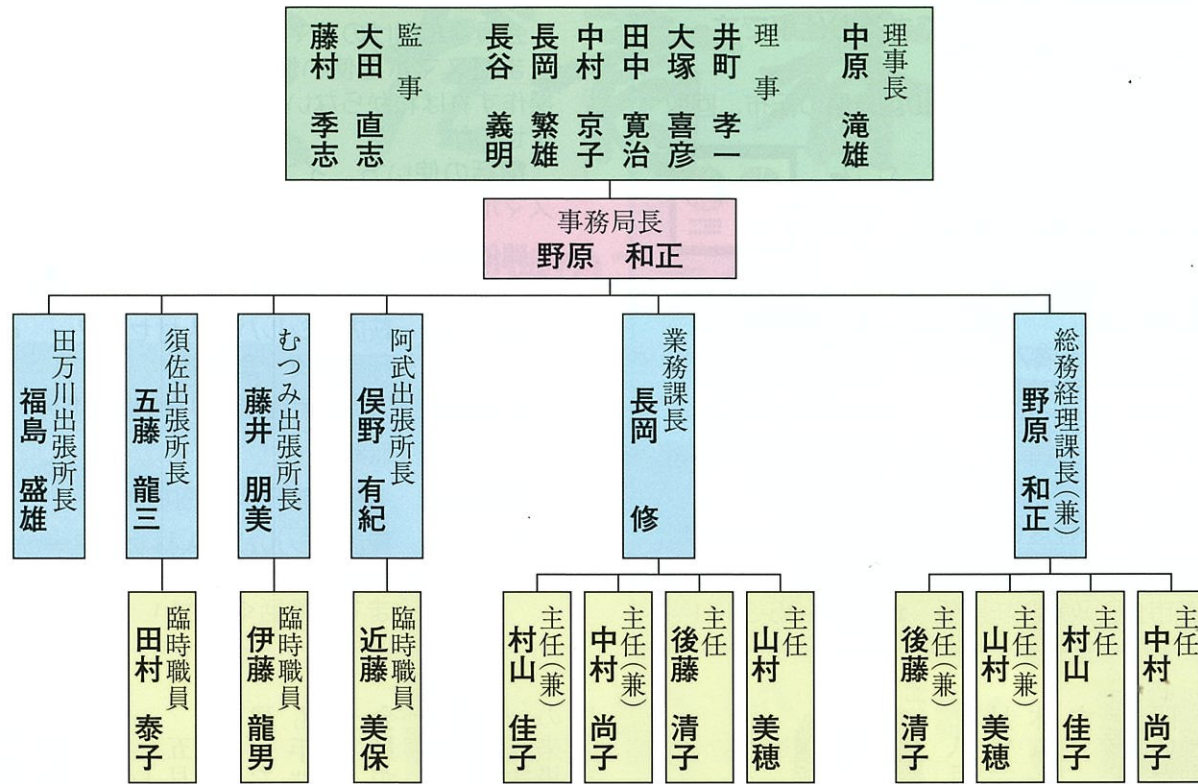 理事長
中原 滝雄
理事
井町 孝一
大塚 喜彦
田中 寛治
中村 京子
長岡 繁雄
長谷 義明
監事
大田 直志
藤村 季志
事務局長
野原 和正
総務経理課長(兼)
野原 和正
業務課長
長岡 修
阿武出張所長
俣野 有紀
むつみ出張所長
藤井 朋美
須佐出張所長
五藤 龍三
田万川出張所長
福島 盛雄
主任
中村 尚子
主任
村山 佳子
主任(兼)
山村 美穂
主任(兼)
後藤 清子
主任
山村 美穂
主任
後藤 清子
主任(兼)
中村 尚子
主任(兼)
村山 佳子
臨時職員
近藤 美保
臨時職員
伊藤 龍男
臨時職員
田村 泰子